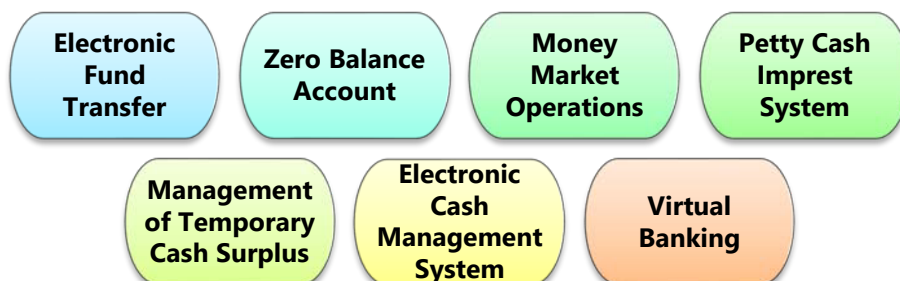 Electronic
Fund
Transfer
Zero Balance
Account
Money
Market
Operations
Petty Cash
Imprest
System
Management
of Temporary
Cash Surplus
Electronic
Cash
Management
System
Virtual
Banking